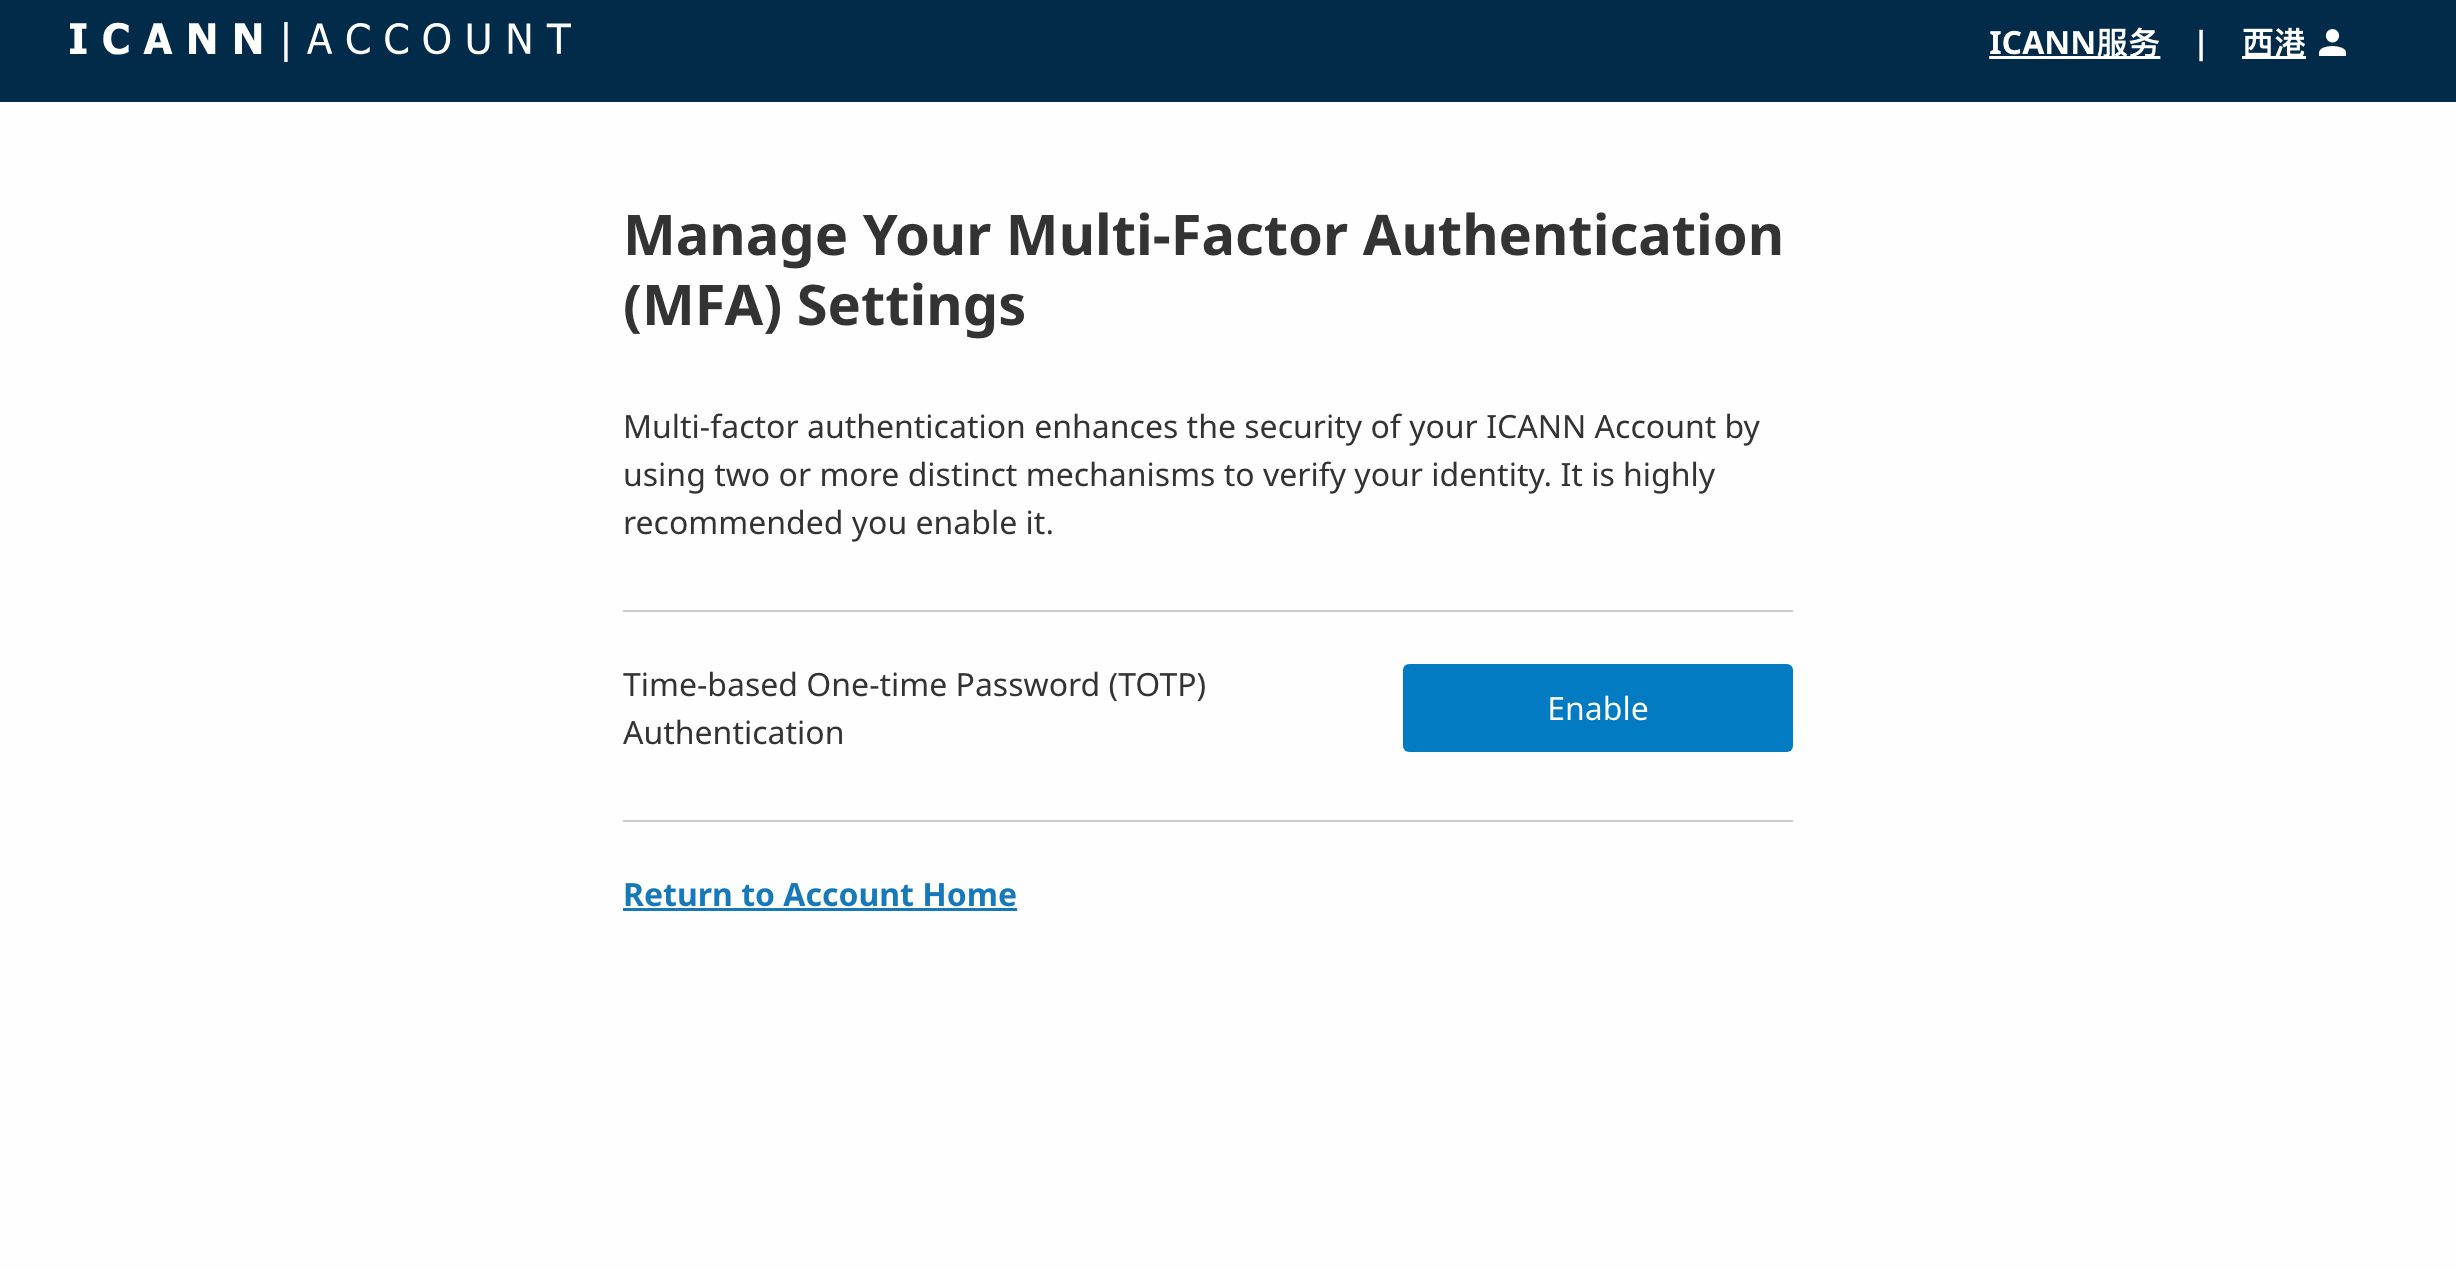 ICANN|ACCOUNT
ICANN服务 | 西港
Manage Your Multi-Factor Authentication
(MFA) Settings
Multi-factor authentication enhances the security of your ICANN Account by
using two or more distinct mechanisms to verify your identity. It is highly
recommended you enable it.
Time-based One-time Password (TOTP)
Authentication
Enable
Return to Account Home